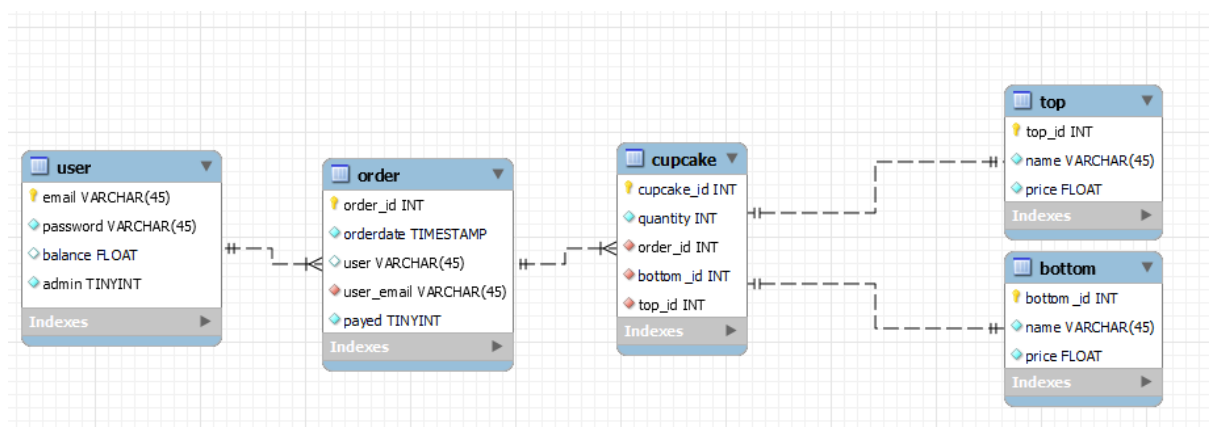 user
email VARCHAR(45)
password VARCHAR(45)
balance FLOAT
admin TINYINT
Indexes
order
order_id INT
orderdate TIMESTAMP
user VARCHAR(45)
user_email VARCHAR(45)
payed TINYINT
Indexes
cupcake
cupcake_id INT
quantity INT
order_id INT
bottom_id INT
top_id INT
Indexes
top
top_id INT
name VARCHAR(45)
price FLOAT
Indexes
bottom
bottom_id INT
name VARCHAR(45)
price FLOAT
Indexes